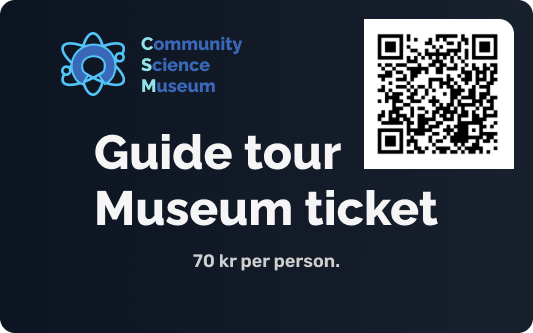 Community
Science
Museum
Guide tour
Museum ticket
70 kr per person.